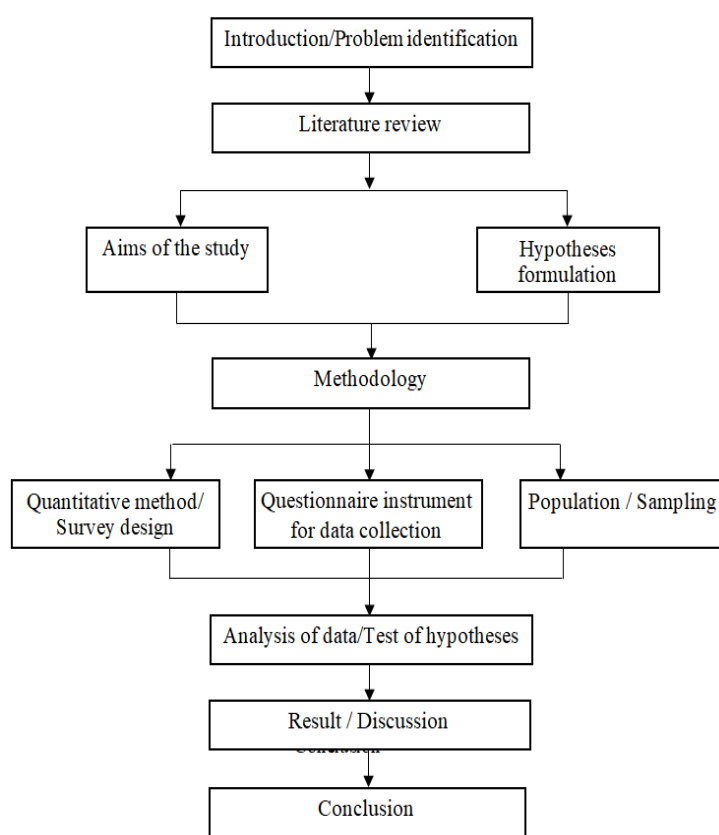 Introduction/Problem identification
Literature review
Aims of the study
Hypotheses
formulation
Methodology
Quantitative method/
Survey design
Questionnaire instrument
for data collection
Population / Sampling
Analysis of data/Test of hypotheses
Result / Discussion
Conclusion